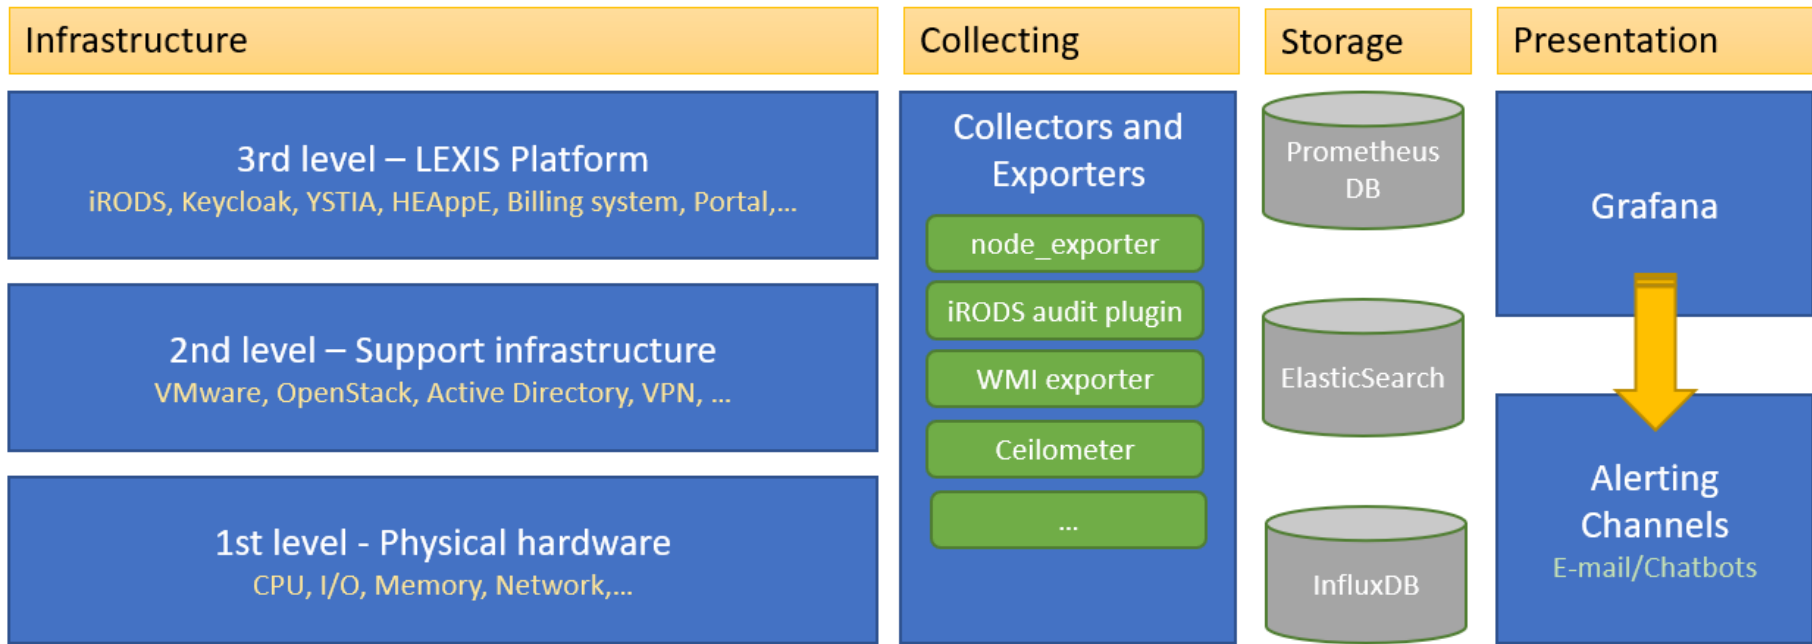 Infrastructure
Collecting
Storage
Presentation
3rd level – LEXIS Platform
iRODS, Keycloak, YSTIA, HEAppE, Billing system, Portal,...
2nd level – Support infrastructure
VMware, OpenStack, Active Directory, VPN, ...
1st level - Physical hardware
CPU, I/O, Memory, Network,...
Collectors and
Exporters
node_exporter
iRODS audit plugin
WMI exporter
Ceilometer
...
Prometheus
DB
ElasticSearch
InfluxDB
Grafana
Alerting
Channels
E-mail/Chatbots